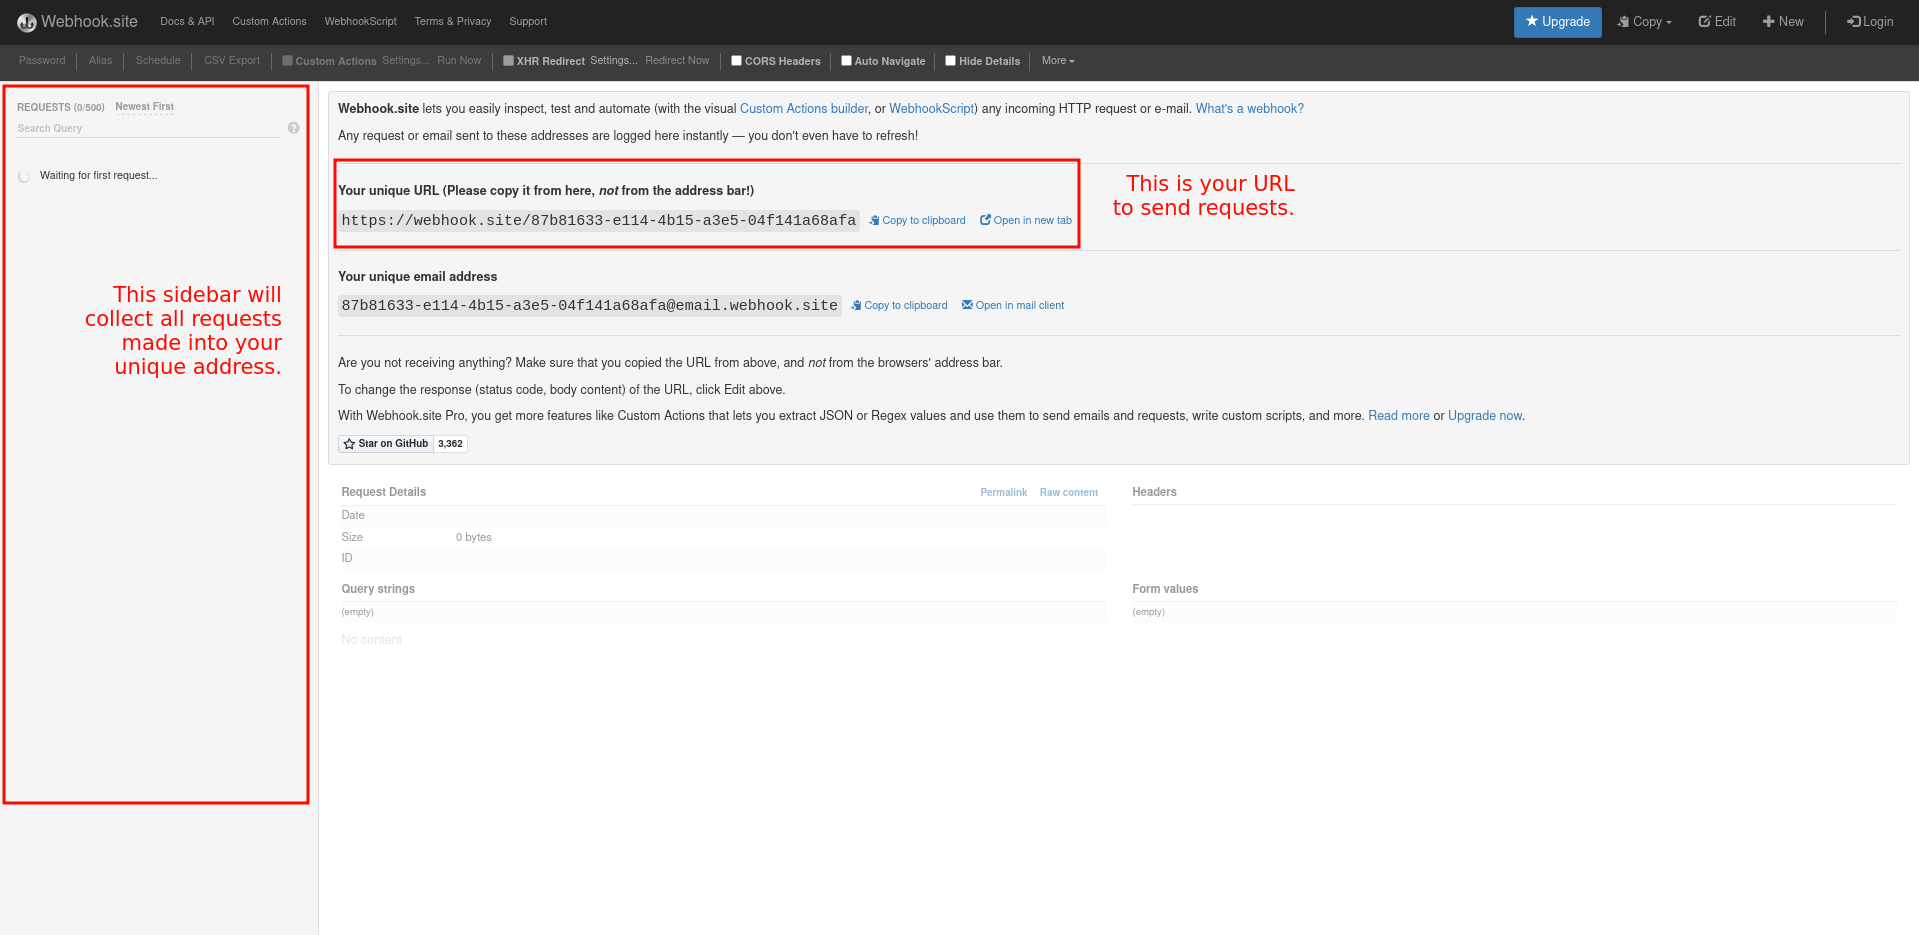 Webhook.site Docs & API Custom Actions WebhookScript Terms & Privacy Support Upgrade Copy Edit New Login
Password Alias Schedule CSV Export Custom Actions Settings... Run Now XHR Redirect Settings... Redirect Now CORS Headers Auto Navigate Hide Details More
REQUESTS (0/500) Newest First
Search Query
Waiting for first request...
This sidebar will
collect all requests
made into your
unique address.
Webhook.site lets you easily inspect, test and automate (with the visual Custom Actions builder, or WebhookScript) any incoming HTTP request or e-mail. What's a webhook?
Any request or email sent to these addresses are logged here instantly — you don't even have to refresh!
Your unique URL (Please copy it from here, not from the address bar!)
https://webhook.site/87b81633-e114-4b15-a3e5-04f141a68afa Copy to clipboard Open in new tab
This is your URL
to send requests.
Your unique email address
87b81633-e114-4b15-a3e5-04f141a68afa@email.webhook.site Copy to clipboard Open in mail client
Are you not receiving anything? Make sure that you copied the URL from above, and not from the browsers' address bar.
To change the response (status code, body content) of the URL, click Edit above.
With Webhook.site Pro, you get more features like Custom Actions that lets you extract JSON or Regex values and use them to send emails and requests, write custom scripts, and more. Read more or Upgrade now.
Star on GitHub 3,362
Request Details Permalink Raw content
Date
Size 0 bytes
ID
Headers
Query strings
(empty)
No content
Form values
(empty)